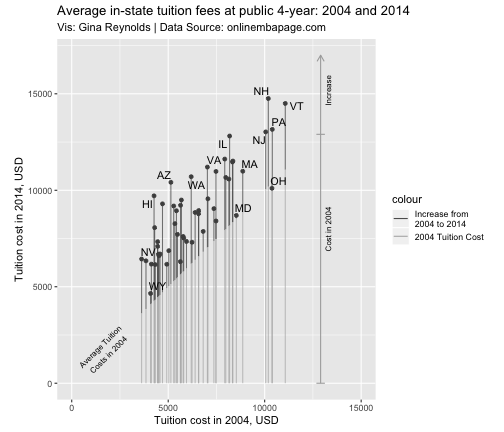 Average in-state tuition fees at public 4-year: 2004 and 2014
Vis: Gina Reynolds | Data Source: onlinembapage.com
Tuition cost in 2014, USD
15000
10000
5000
0
NH
VT
PA
NJ
IL
VA
MA
AZ
WA
OH
HI
MD
NV
WY
Increase
Cost in 2004
Average Tuition
Costs in 2004
0
5000
10000
15000
Tuition cost in 2004, USD
colour
Increase from
2004 to 2014
2004 Tuition Cost